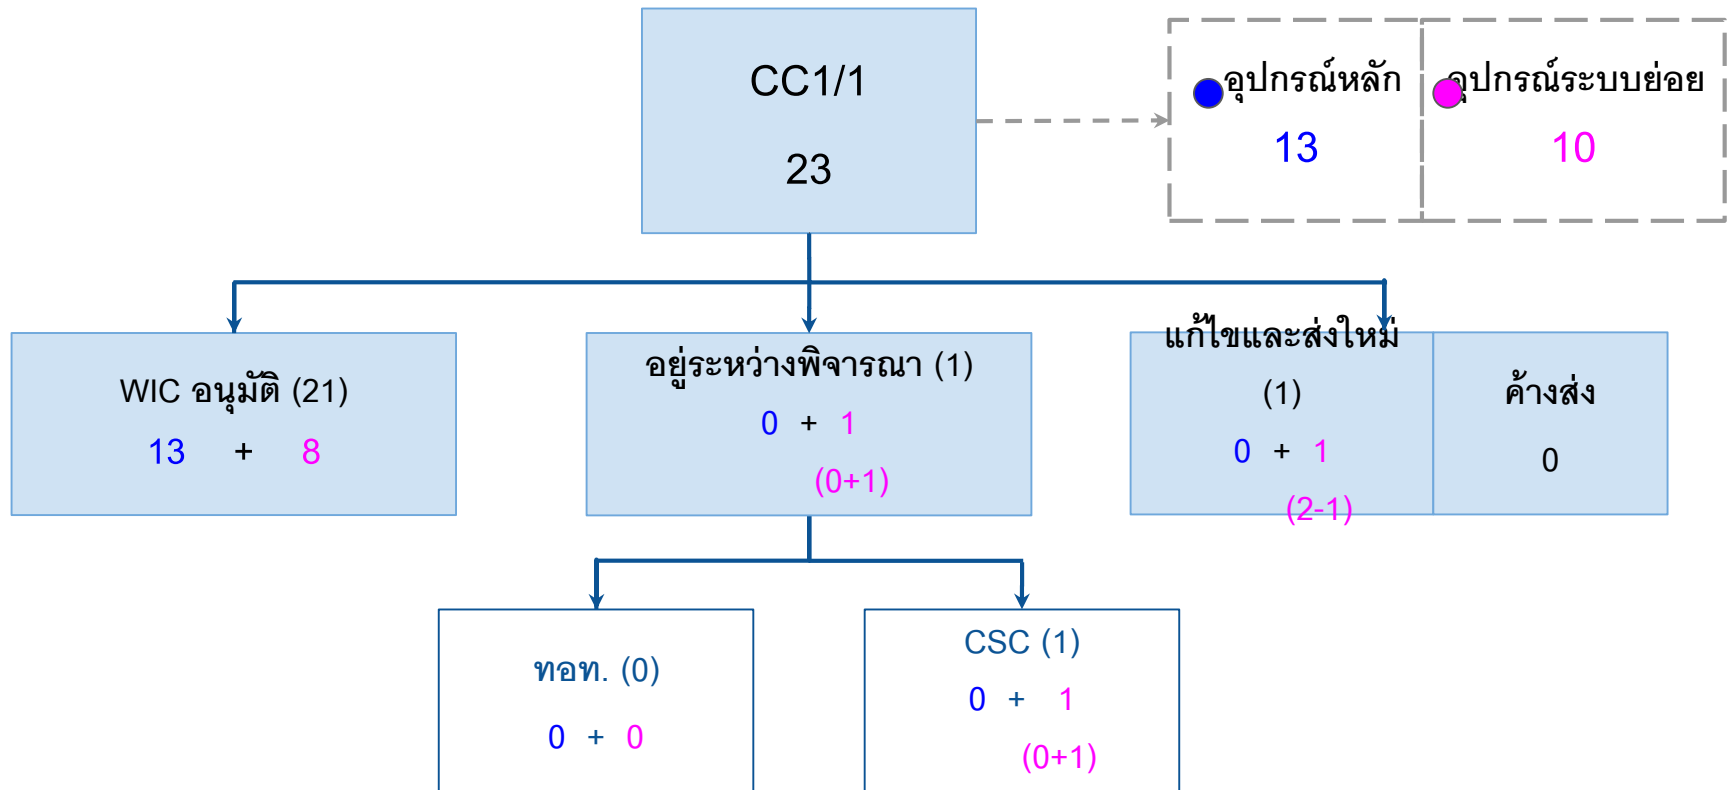 CC1/1
23
อุปกรณ์หลัก
13
อุปกรณ์ระบบย่อย
10
WIC อนุมัติ (21)
13 + 8
อยู่ระหว่างพิจารณา (1)
0 + 1
(0+1)
แก้ไขและส่งใหม่
(1)
0 + 1
(2-1)
ค้างส่ง
0
ทอท. (0)
0 + 0
CSC (1)
0 + 1
(0+1)